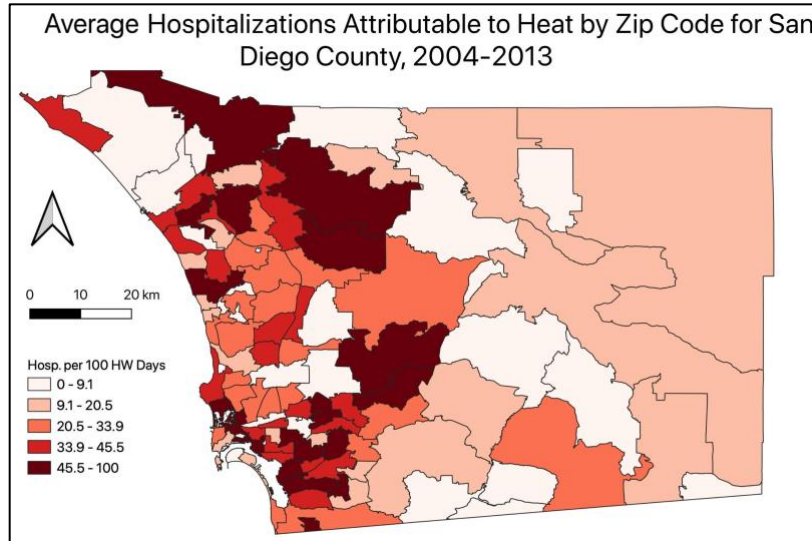 Average Hospitalizations Attributable to Heat by Zip Code for San
Diego County, 2004-2013
0 10 20 km
Hosp. per 100 HW Days
0 - 9.1
9.1 - 20.5
20.5 - 33.9
33.9 - 45.5
45.5 - 100